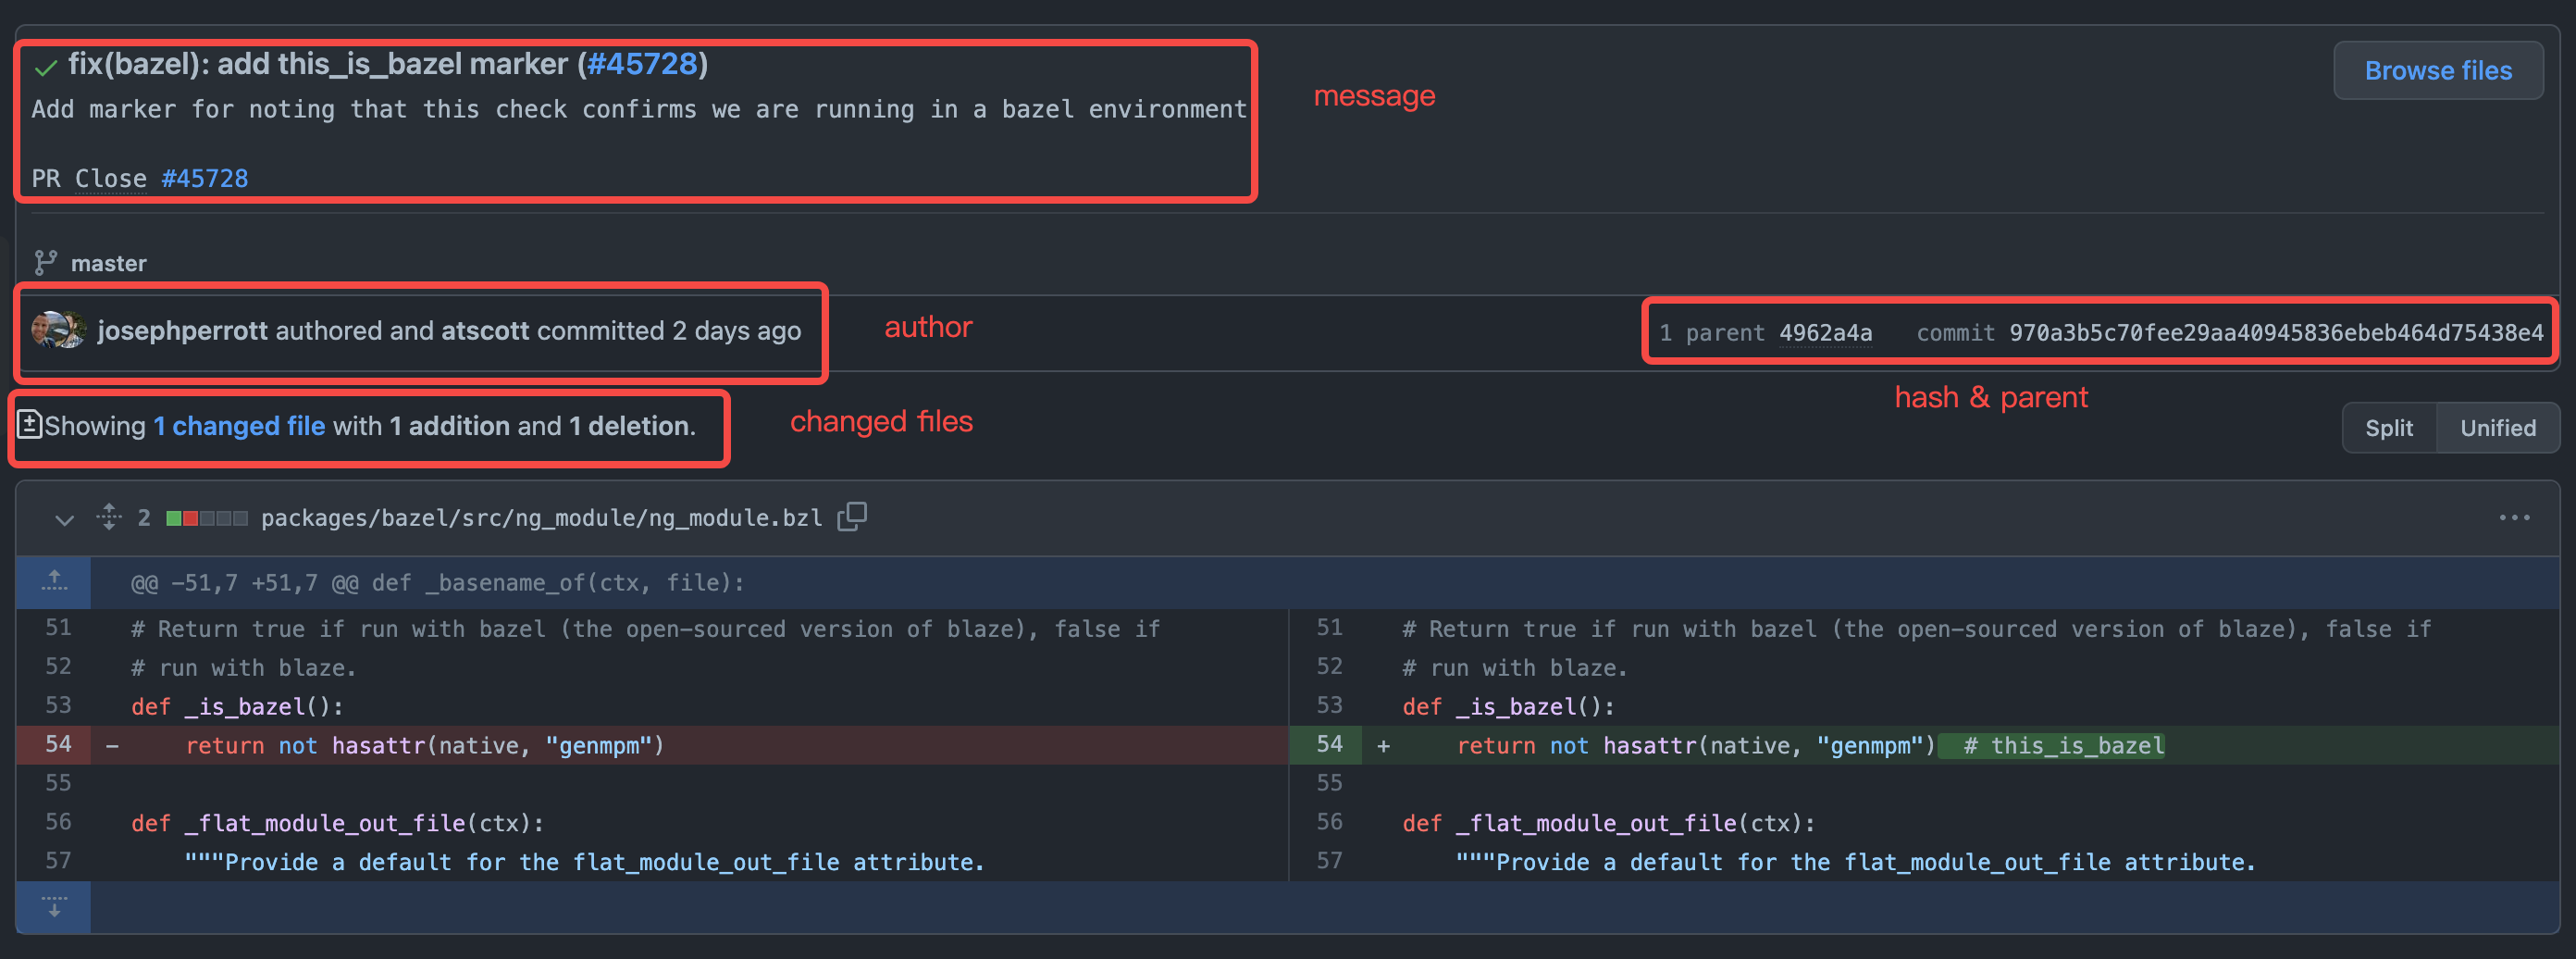 fix(bazel): add this_is_bazel marker (#45728)
Browse files
Add marker for noting that this check confirms we are running in a bazel environment
message
PR Close #45728
master
josephperrott authored and atscott committed 2 days ago
author
1 parent 4962a4a commit 970a3b5c70fee29aa40945836ebeb464d75438e4
hash & parent
Showing 1 changed file with 1 addition and 1 deletion.
changed files
Split Unified
2 packages/bazel/src/ng_module/ng_module.bzl
@@ -51,7 +51,7 @@ def _basename_of(ctx, file):
51 # Return true if run with bazel (the open-sourced version of blaze), false if
52 # run with blaze.
53 def _is_bazel():
54 - return not hasattr(native, "genmpm")
55
56 def _flat_module_out_file(ctx):
57 """Provide a default for the flat_module_out_file attribute.
51 # Return true if run with bazel (the open-sourced version of blaze), false if
52 # run with blaze.
53 def _is_bazel():
54 + return not hasattr(native, "genmpm")  # this_is_bazel
55
56 def _flat_module_out_file(ctx):
57 """Provide a default for the flat_module_out_file attribute.